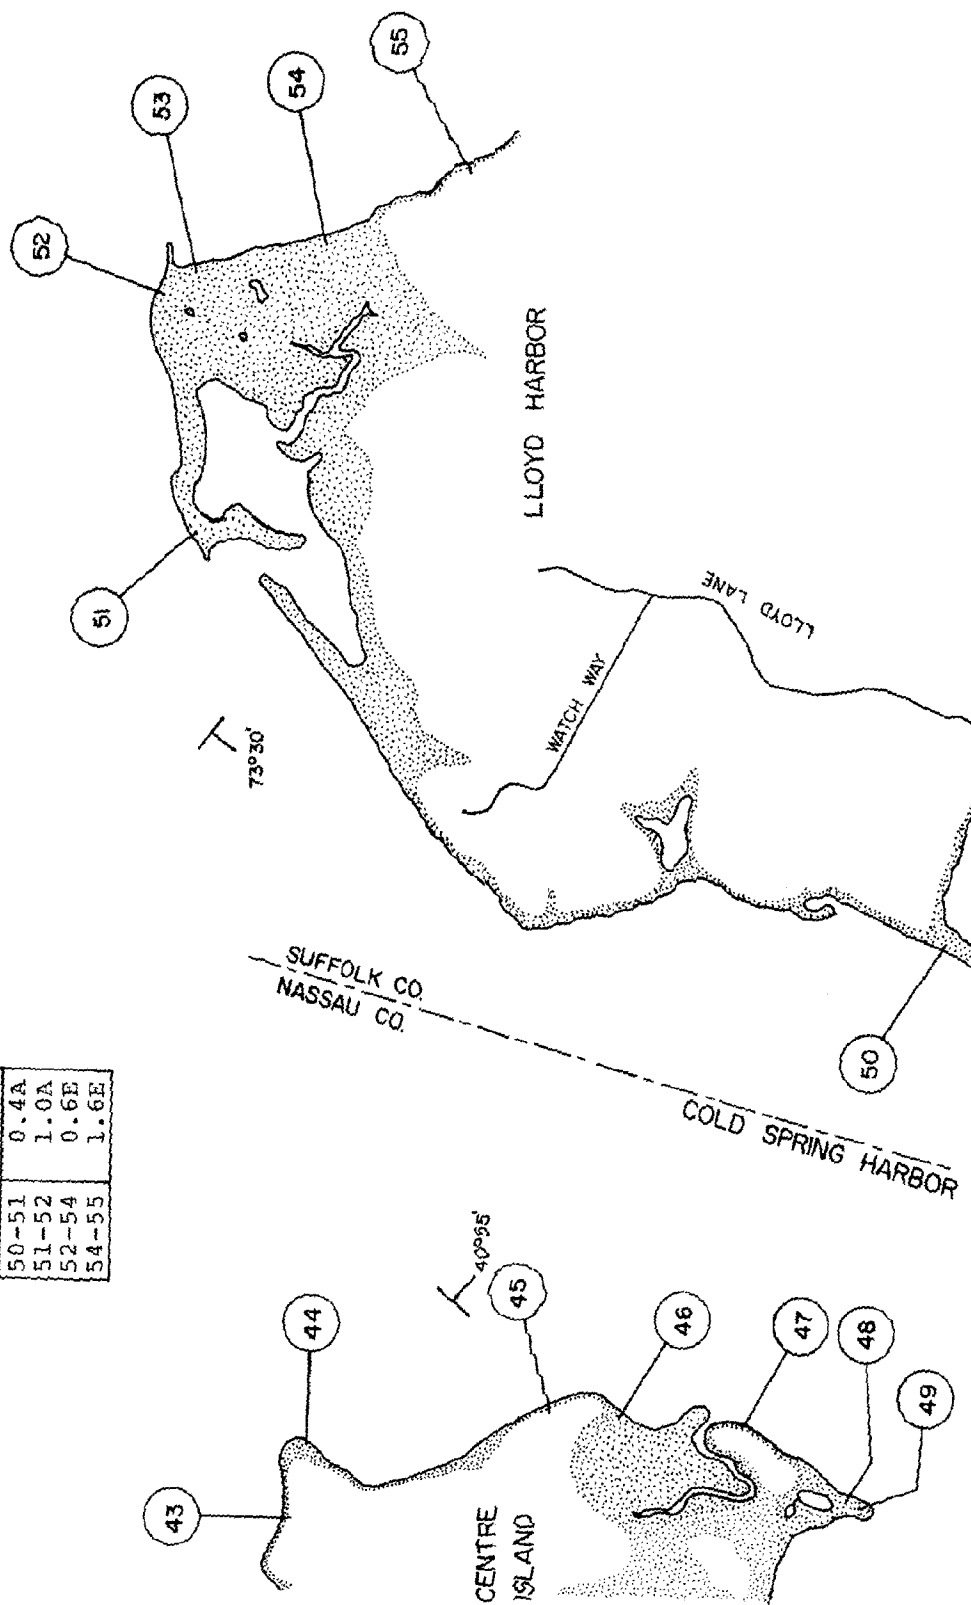 50-51 0.4A
51-52 1.0A
52-54 0.6E
54-55 1.6E
43
44
45
46
47
48
49
50
51
52
53
54
55
40°55'
73°30'
CENTRE
ISLAND
SUFFOLK CO.
NASSAU CO.
COLD SPRING HARBOR
WATCH WAY
LLOYD LANE
LLOYD HARBOR